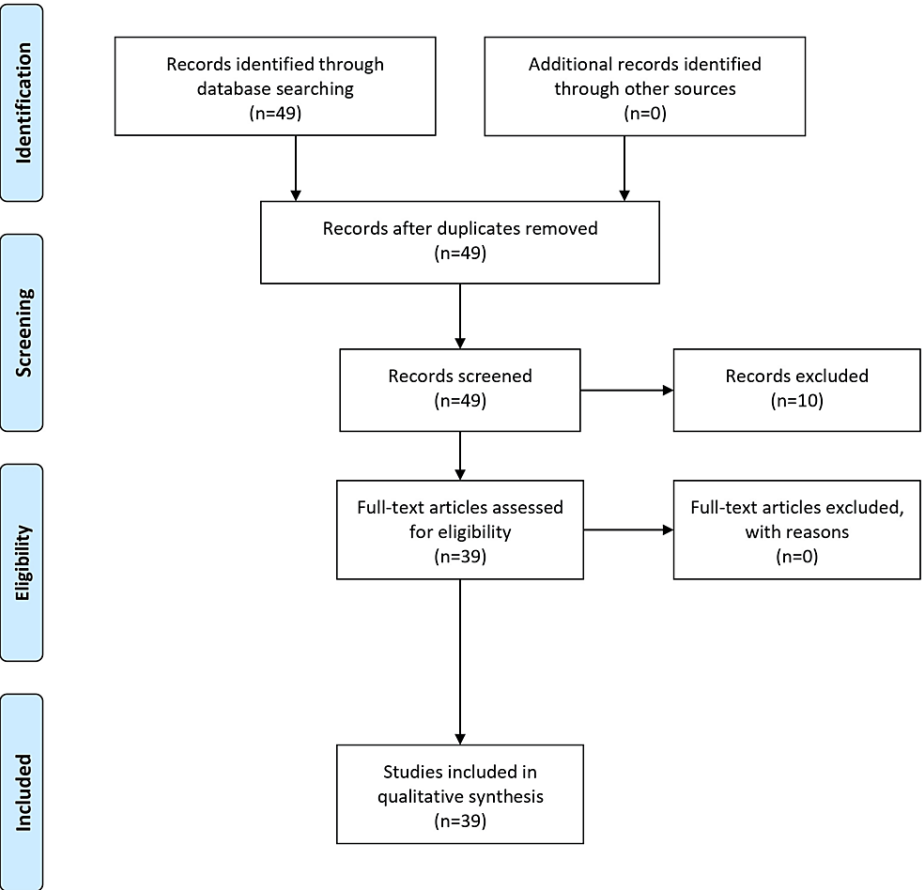 Identification
Records identified through
database searching
(n=49)
Additional records identified
through other sources
(n=0)
Records after duplicates removed
(n=49)
Screening
Records screened
(n=49)
Records excluded
(n=10)
Eligibility
Full-text articles assessed
for eligibility
(n=39)
Full-text articles excluded,
with reasons
(n=0)
Included
Studies included in
qualitative synthesis
(n=39)